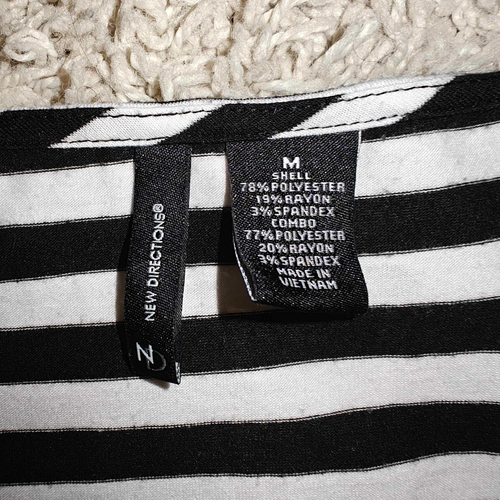 NEW DIRECTIONS®
ND
M
SHELL
78% POLYESTER
19% RAYON
3% SPANDEX
COMBO
77% POLYESTER
20% RAYON
3% SPANDEX
MADE IN
VIETNAM